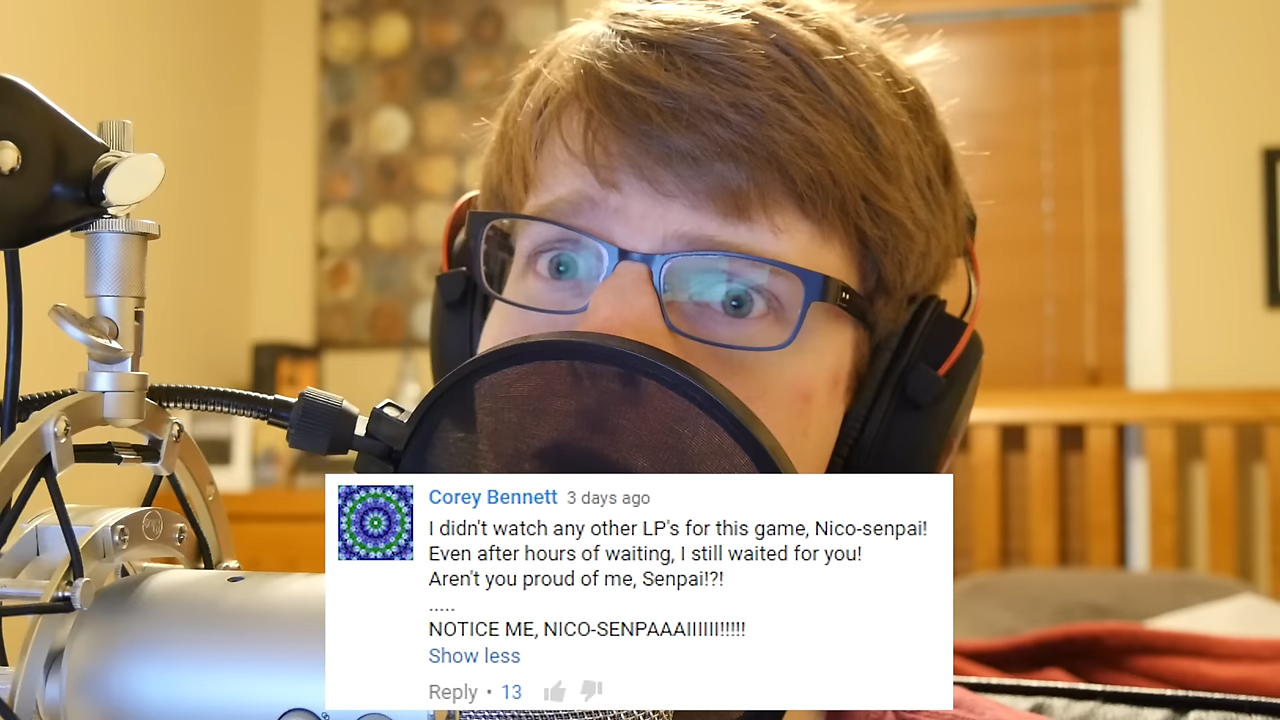 Corey Bennett 3 days ago
I didn't watch any other LP's for this game, Nico-senpai!
Even after hours of waiting, I still waited for you!
Aren't you proud of me, Senpai!?!
.....
NOTICE ME, NICO-SENPAAAIIIIIII!!!!!
Show less
Reply • 13